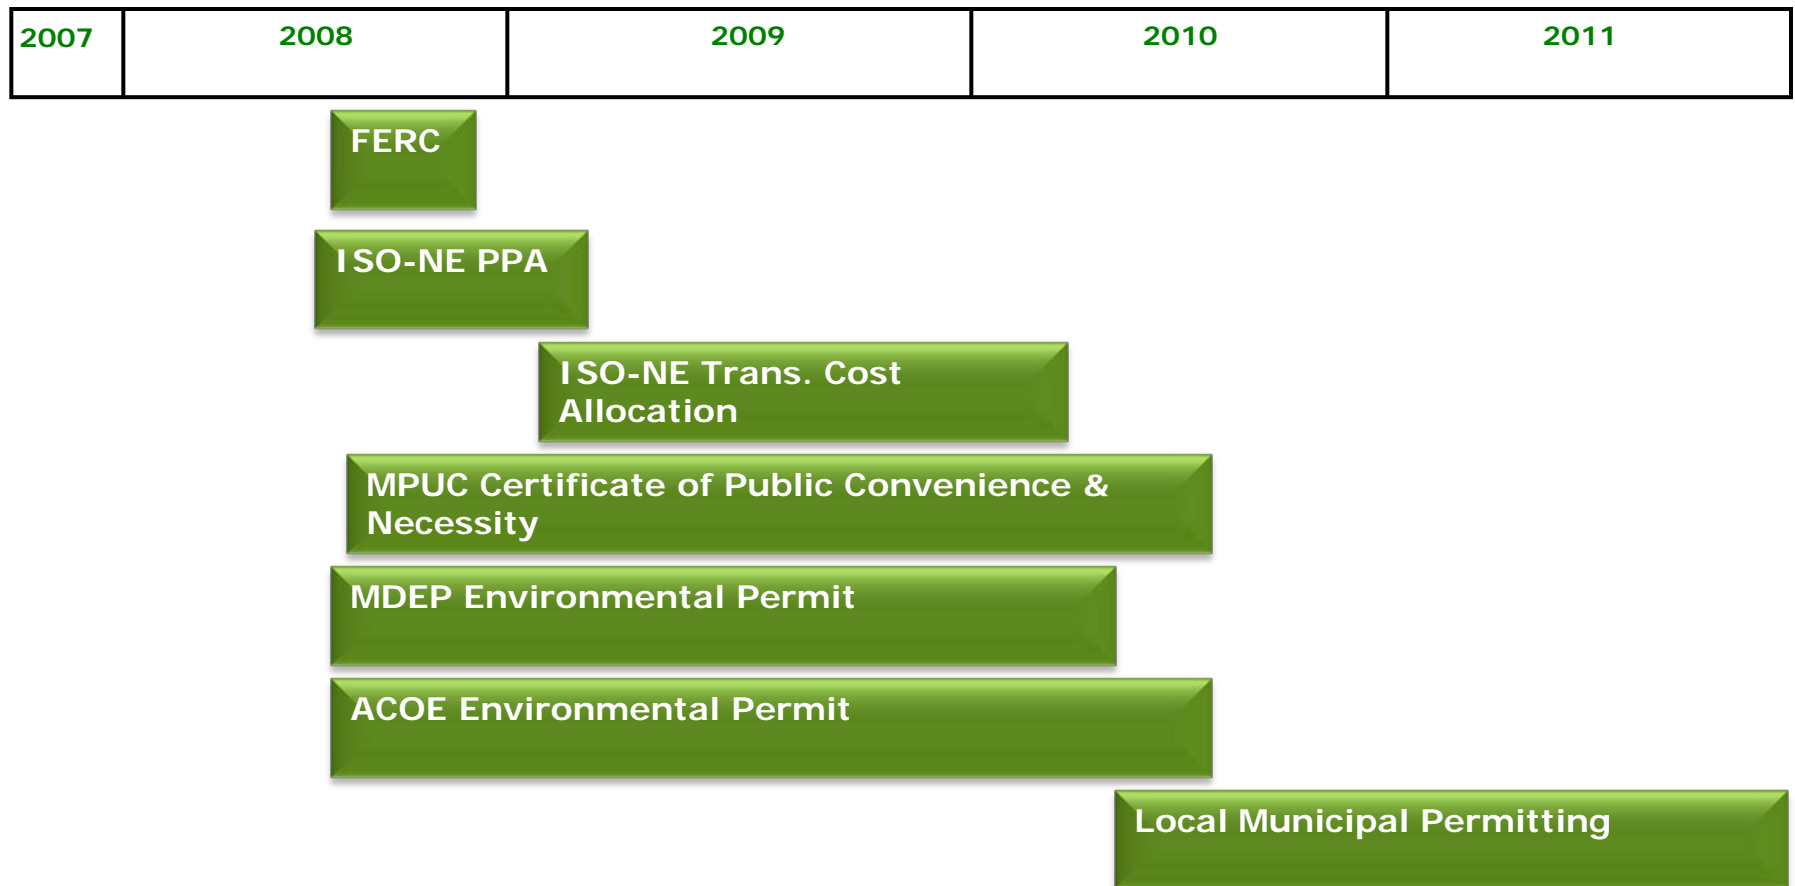 2007 2008 2009 2010 2011
FERC
ISO-NE PPA
ISO-NE Trans. Cost
Allocation
MPUC Certificate of Public Convenience &
Necessity
MDEP Environmental Permit
ACOE Environmental Permit
Local Municipal Permitting